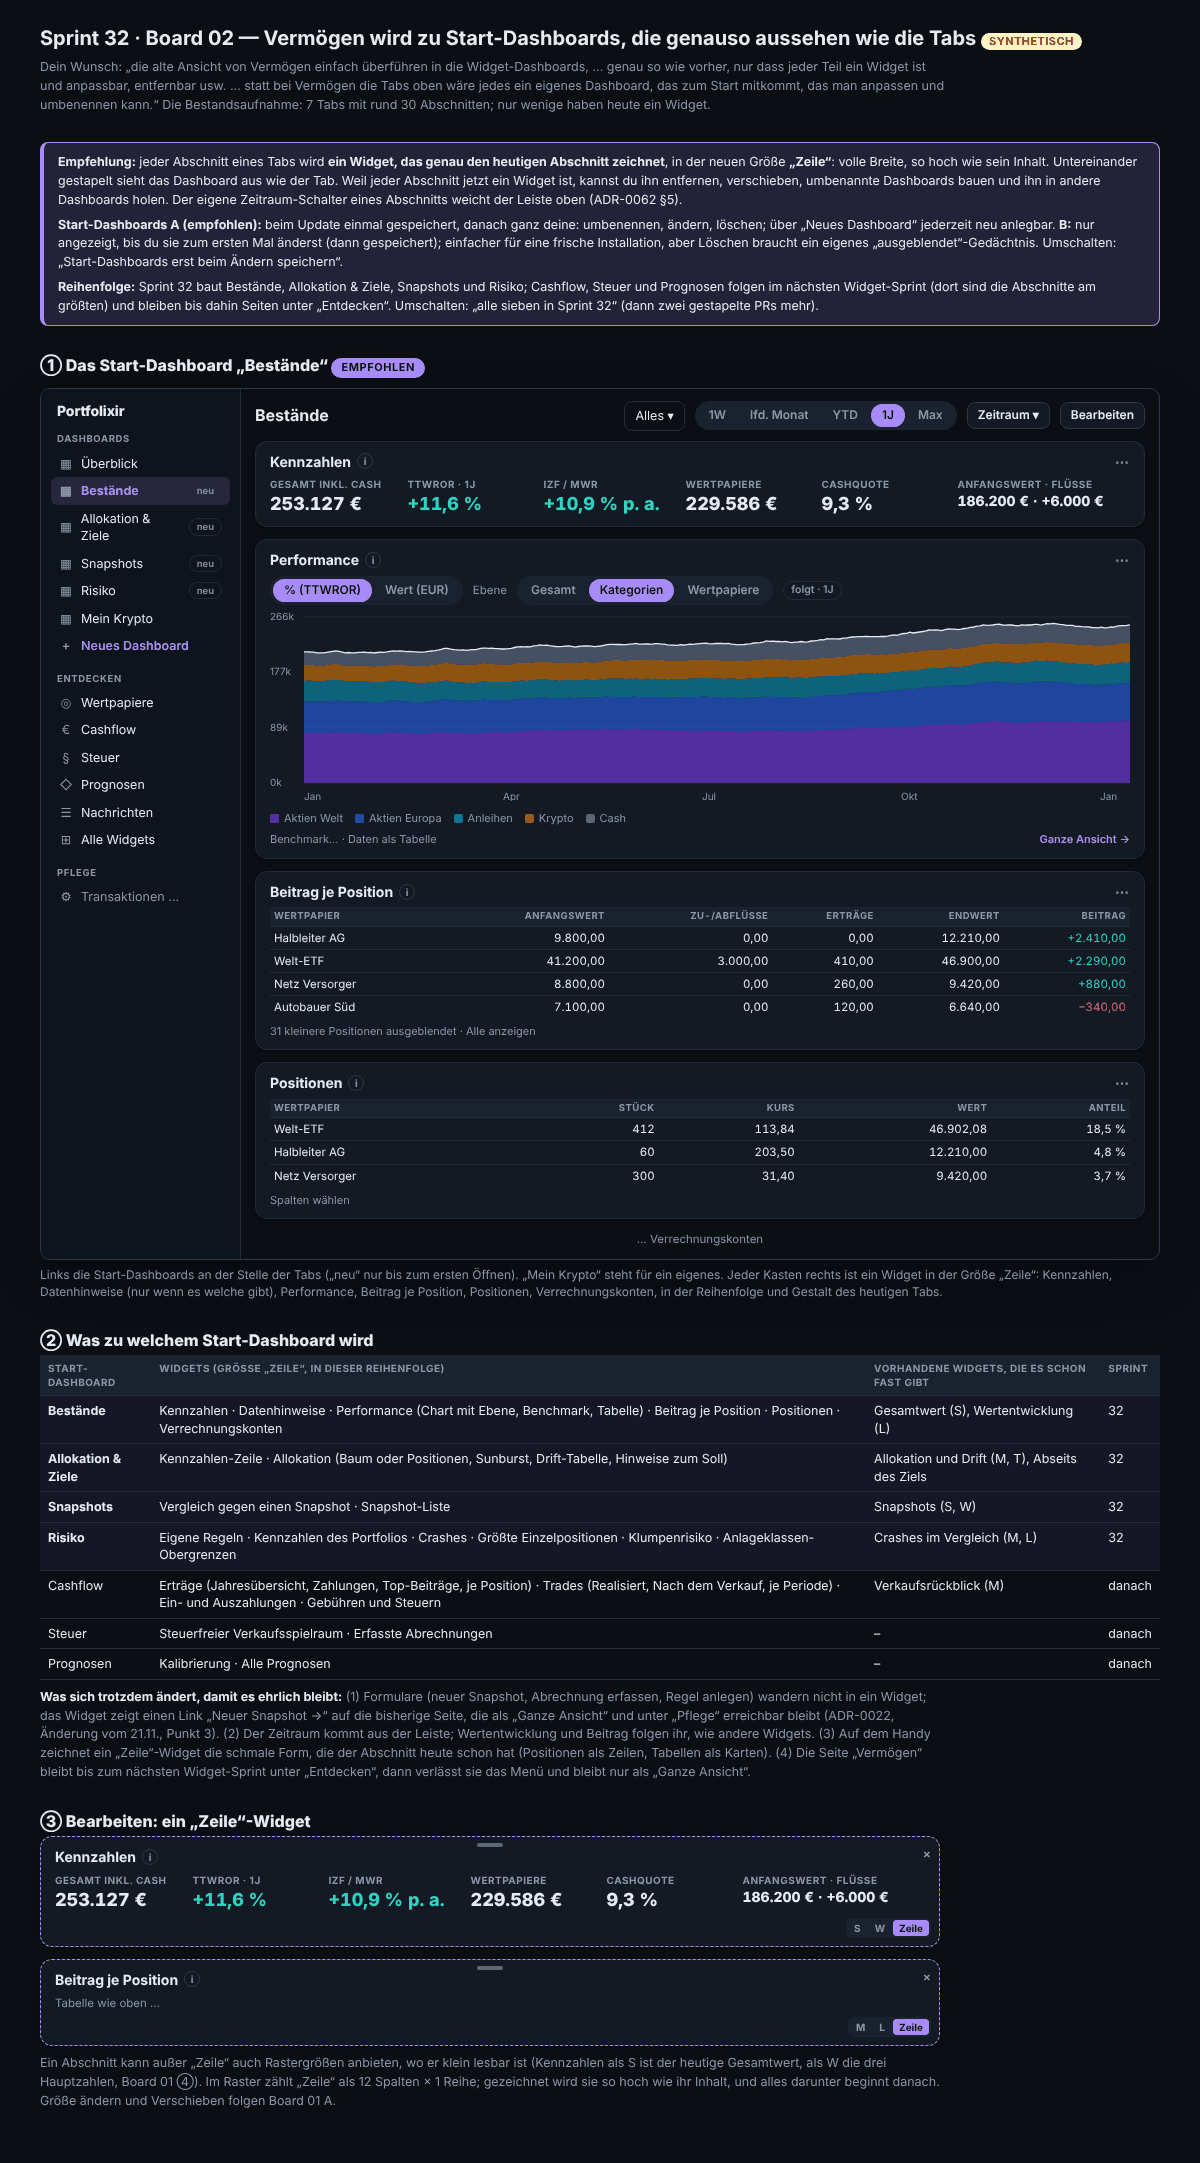 Sprint 32 · Board 02 — Vermögen wird zu Start-Dashboards, die genauso aussehen wie die Tabs SYNTHETISCH
Dein Wunsch: „die alte Ansicht von Vermögen einfach überführen in die Widget-Dashboards, … genau so wie vorher, nur dass jeder Teil ein Widget ist
und anpassbar, entfernbar usw. … statt bei Vermögen die Tabs oben wäre jedes ein eigenes Dashboard, das zum Start mitkommt, das man anpassen und
umbenennen kann.“ Die Bestandsaufnahme: 7 Tabs mit rund 30 Abschnitten; nur wenige haben heute ein Widget.
Empfehlung: jeder Abschnitt eines Tabs wird ein Widget, das genau den heutigen Abschnitt zeichnet, in der neuen Größe „Zeile“: volle Breite, so hoch wie sein Inhalt. Untereinander
gestapelt sieht das Dashboard aus wie der Tab. Weil jeder Abschnitt jetzt ein Widget ist, kannst du ihn entfernen, verschieben, umbenannte Dashboards bauen und ihn in andere
Dashboards holen. Der eigene Zeitraum-Schalter eines Abschnitts weicht der Leiste oben (ADR-0062 §5).
Start-Dashboards A (empfohlen): beim Update einmal gespeichert, danach ganz deine: umbenennen, ändern, löschen; über „Neues Dashboard“ jederzeit neu anlegbar. B: nur
angezeigt, bis du sie zum ersten Mal änderst (dann gespeichert); einfacher für eine frische Installation, aber Löschen braucht ein eigenes „ausgeblendet“-Gedächtnis. Umschalten:
„Start-Dashboards erst beim Ändern speichern“.
Reihenfolge: Sprint 32 baut Bestände, Allokation & Ziele, Snapshots und Risiko; Cashflow, Steuer und Prognosen folgen im nächsten Widget-Sprint (dort sind die Abschnitte am
größten) und bleiben bis dahin Seiten unter „Entdecken“. Umschalten: „alle sieben in Sprint 32“ (dann zwei gestapelte PRs mehr).
① Das Start-Dashboard „Bestände“ EMPFOHLEN
Portfolixir
DASHBOARDS
Überblick
Bestände neu
Allokation &
Ziele neu
Snapshots neu
Risiko neu
Mein Krypto
+ Neues Dashboard
ENTDECKEN
◎ Wertpapiere
€ Cashflow
§ Steuer
◇ Prognosen
☰ Nachrichten
⊞ Alle Widgets
PFLEGE
⚙ Transaktionen …
Bestände
Alles ▾ 1W lfd. Monat YTD 1J Max Zeitraum ▾ Bearbeiten
Kennzahlen i ⋯
GESAMT INKL. CASH TTWROR · 1J IZF / MWR WERTPAPIERE CASHQUOTE ANFANGSWERT · FLÜSSE
253.127 € +11,6 % +10,9 % p. a. 229.586 € 9,3 % 186.200 € · +6.000 €
Performance i ⋯
% (TTWROR) Wert (EUR) Ebene Gesamt Kategorien Wertpapiere folgt · 1J
266k
177k
89k
0k
Jan Apr Jul Okt Jan
Aktien Welt Aktien Europa Anleihen Krypto Cash
Benchmark… · Daten als Tabelle Ganze Ansicht →
Beitrag je Position i ⋯
WERTPAPIER ANFANGSWERT ZU-/ABFLÜSSE ERTRÄGE ENDWERT BEITRAG
Halbleiter AG 9.800,00 0,00 0,00 12.210,00 +2.410,00
Welt-ETF 41.200,00 3.000,00 410,00 46.900,00 +2.290,00
Netz Versorger 8.800,00 0,00 260,00 9.420,00 +880,00
Autobauer Süd 7.100,00 0,00 120,00 6.640,00 −340,00
31 kleinere Positionen ausgeblendet · Alle anzeigen
Positionen i ⋯
WERTPAPIER STÜCK KURS WERT ANTEIL
Welt-ETF 412 113,84 46.902,08 18,5 %
Halbleiter AG 60 203,50 12.210,00 4,8 %
Netz Versorger 300 31,40 9.420,00 3,7 %
Spalten wählen
… Verrechnungskonten
Links die Start-Dashboards an der Stelle der Tabs („neu“ nur bis zum ersten Öffnen). „Mein Krypto“ steht für ein eigenes. Jeder Kasten rechts ist ein Widget in der Größe „Zeile“: Kennzahlen,
Datenhinweise (nur wenn es welche gibt), Performance, Beitrag je Position, Positionen, Verrechnungskonten, in der Reihenfolge und Gestalt des heutigen Tabs.
② Was zu welchem Start-Dashboard wird
START-
DASHBOARD WIDGETS (GRÖSSE „ZEILE“, IN DIESER REIHENFOLGE) VORHANDENE WIDGETS, DIE ES SCHON
FAST GIBT SPRINT
Bestände Kennzahlen · Datenhinweise · Performance (Chart mit Ebene, Benchmark, Tabelle) · Beitrag je Position · Positionen ·
Verrechnungskonten Gesamtwert (S), Wertentwicklung
(L) 32
Allokation &
Ziele Kennzahlen-Zeile · Allokation (Baum oder Positionen, Sunburst, Drift-Tabelle, Hinweise zum Soll) Allokation und Drift (M, T), Abseits
des Ziels 32
Snapshots Vergleich gegen einen Snapshot · Snapshot-Liste Snapshots (S, W) 32
Risiko Eigene Regeln · Kennzahlen des Portfolios · Crashes · Größte Einzelpositionen · Klumpenrisiko · Anlageklassen-
Obergrenzen Crashes im Vergleich (M, L) 32
Cashflow Erträge (Jahresübersicht, Zahlungen, Top-Beiträge, je Position) · Trades (Realisiert, Nach dem Verkauf, je Periode) ·
Ein- und Auszahlungen · Gebühren und Steuern Verkaufsrückblick (M) danach
Steuer Steuerfreier Verkaufsspielraum · Erfasste Abrechnungen – danach
Prognosen Kalibrierung · Alle Prognosen – danach
Was sich trotzdem ändert, damit es ehrlich bleibt: (1) Formulare (neuer Snapshot, Abrechnung erfassen, Regel anlegen) wandern nicht in ein Widget;
das Widget zeigt einen Link „Neuer Snapshot →“ auf die bisherige Seite, die als „Ganze Ansicht“ und unter „Pflege“ erreichbar bleibt (ADR-0022,
Änderung vom 21.11., Punkt 3). (2) Der Zeitraum kommt aus der Leiste; Wertentwicklung und Beitrag folgen ihr, wie andere Widgets. (3) Auf dem Handy
zeichnet ein „Zeile“-Widget die schmale Form, die der Abschnitt heute schon hat (Positionen als Zeilen, Tabellen als Karten). (4) Die Seite „Vermögen“
bleibt bis zum nächsten Widget-Sprint unter „Entdecken“, dann verlässt sie das Menü und bleibt nur als „Ganze Ansicht“.
③ Bearbeiten: ein „Zeile“-Widget
Kennzahlen i ×
GESAMT INKL. CASH TTWROR · 1J IZF / MWR WERTPAPIERE CASHQUOTE ANFANGSWERT · FLÜSSE
253.127 € +11,6 % +10,9 % p. a. 229.586 € 9,3 % 186.200 € · +6.000 €
S W Zeile
Beitrag je Position i ×
Tabelle wie oben …
M L Zeile
Ein Abschnitt kann außer „Zeile“ auch Rastergrößen anbieten, wo er klein lesbar ist (Kennzahlen als S ist der heutige Gesamtwert, als W die drei
Hauptzahlen, Board 01 ④). Im Raster zählt „Zeile“ als 12 Spalten × 1 Reihe; gezeichnet wird sie so hoch wie ihr Inhalt, und alles darunter beginnt danach.
Größe ändern und Verschieben folgen Board 01 A.